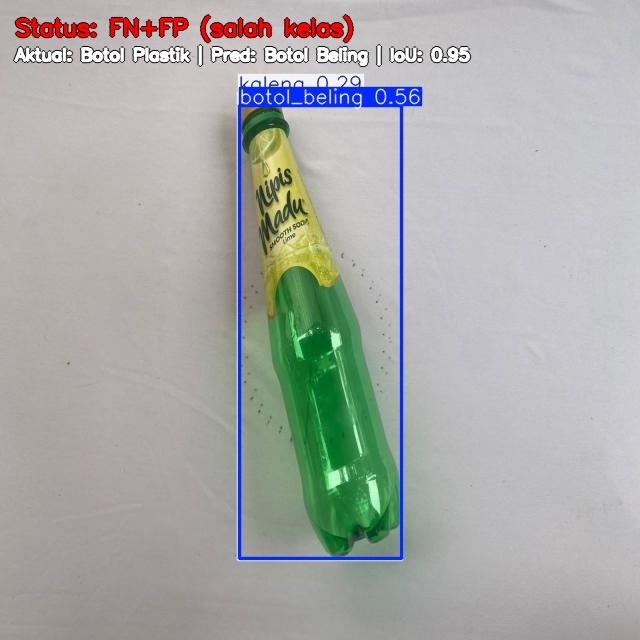 Status: FN+FP (salah kelas)
Aktual: Botol Plastik | Pred: Botol Beling | IoU: 0.95
kaleng 0.29
botol_beling 0.56
Nipis
Madu
SMOOTH SODA
Lime